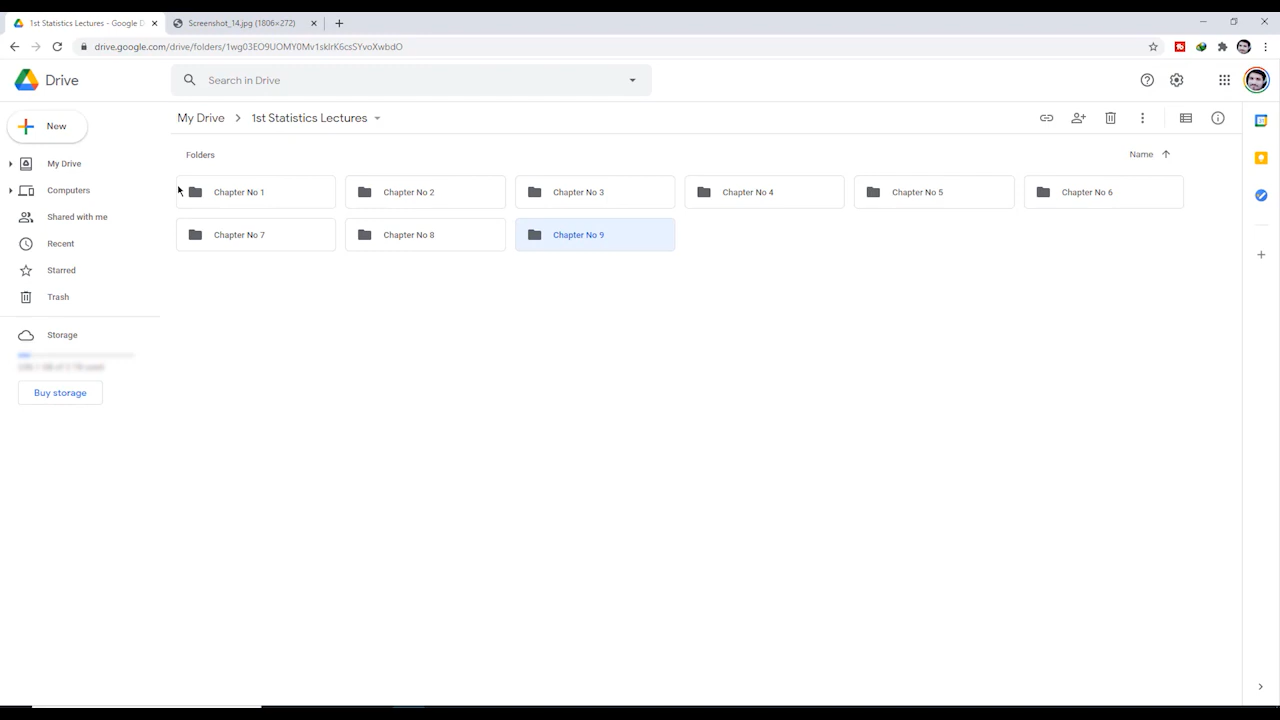 1st Statistics Lectures - Google D
Screenshot_14.jpg (1806×272)
drive.google.com/drive/folders/1wg03EO9UOMY0Mv1skIrK6csSYvoXwbdO
Drive
Search in Drive
New
My Drive
1st Statistics Lectures
My Drive
Computers
Shared with me
Recent
Starred
Trash
Storage
Buy storage
Folders
Name
Chapter No 1
Chapter No 2
Chapter No 3
Chapter No 4
Chapter No 5
Chapter No 6
Chapter No 7
Chapter No 8
Chapter No 9